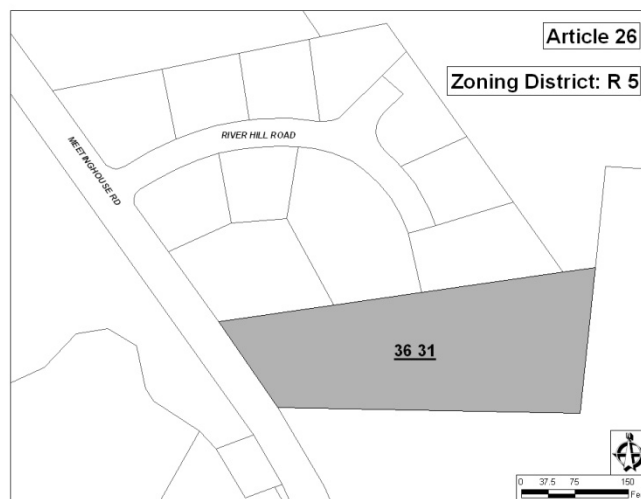 Article 26
Zoning District: R 5
RIVER HILL ROAD
MEETINGHOUSE RD
36 31
0 37.5 75 150